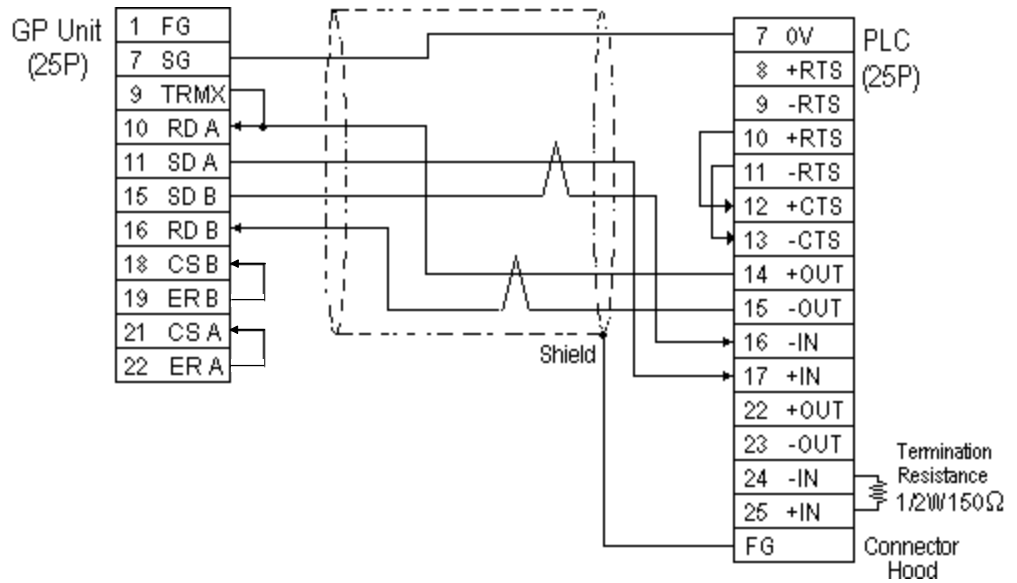 GP Unit
(25P)
1 FG
7 SG
9 TRMX
10 RD A
11 SD A
15 SD B
16 RD B
18 CS B
19 ER B
21 CS A
22 ER A
Shield
PLC
(25P)
7 0V
8 +RTS
9 -RTS
10 +RTS
11 -RTS
12 +CTS
13 -CTS
14 +OUT
15 -OUT
16 -IN
17 +IN
22 +OUT
23 -OUT
24 -IN
25 +IN
FG
Termination
Resistance
1/2W150Ω
Connector
Hood